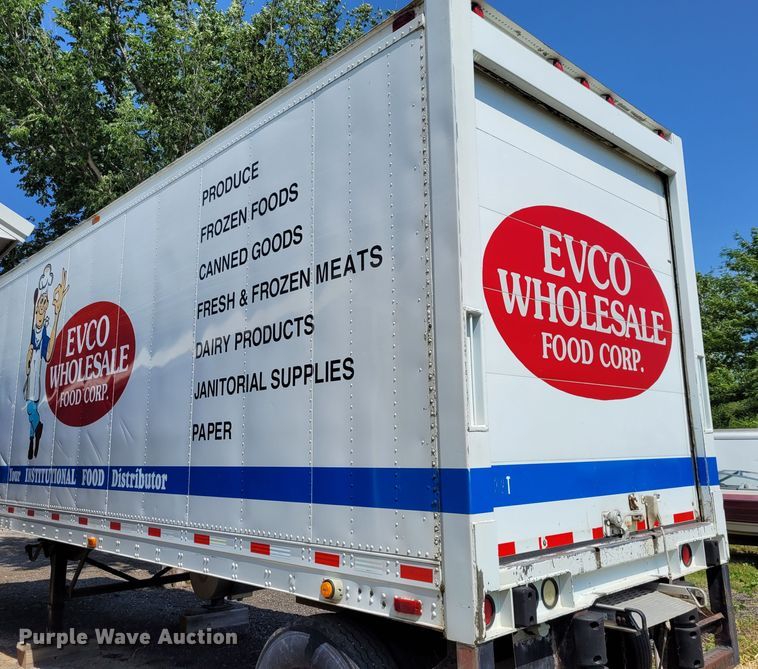 PRODUCE
FROZEN FOODS
CANNED GOODS
FRESH & FROZEN MEATS
DAIRY PRODUCTS
JANITORIAL SUPPLIES
PAPER
EVCO
WHOLESALE
FOOD CORP.
Your INSTITUTIONAL FOOD Distributor
EVCO
WHOLESALE
FOOD CORP.
Purple Wave Auction